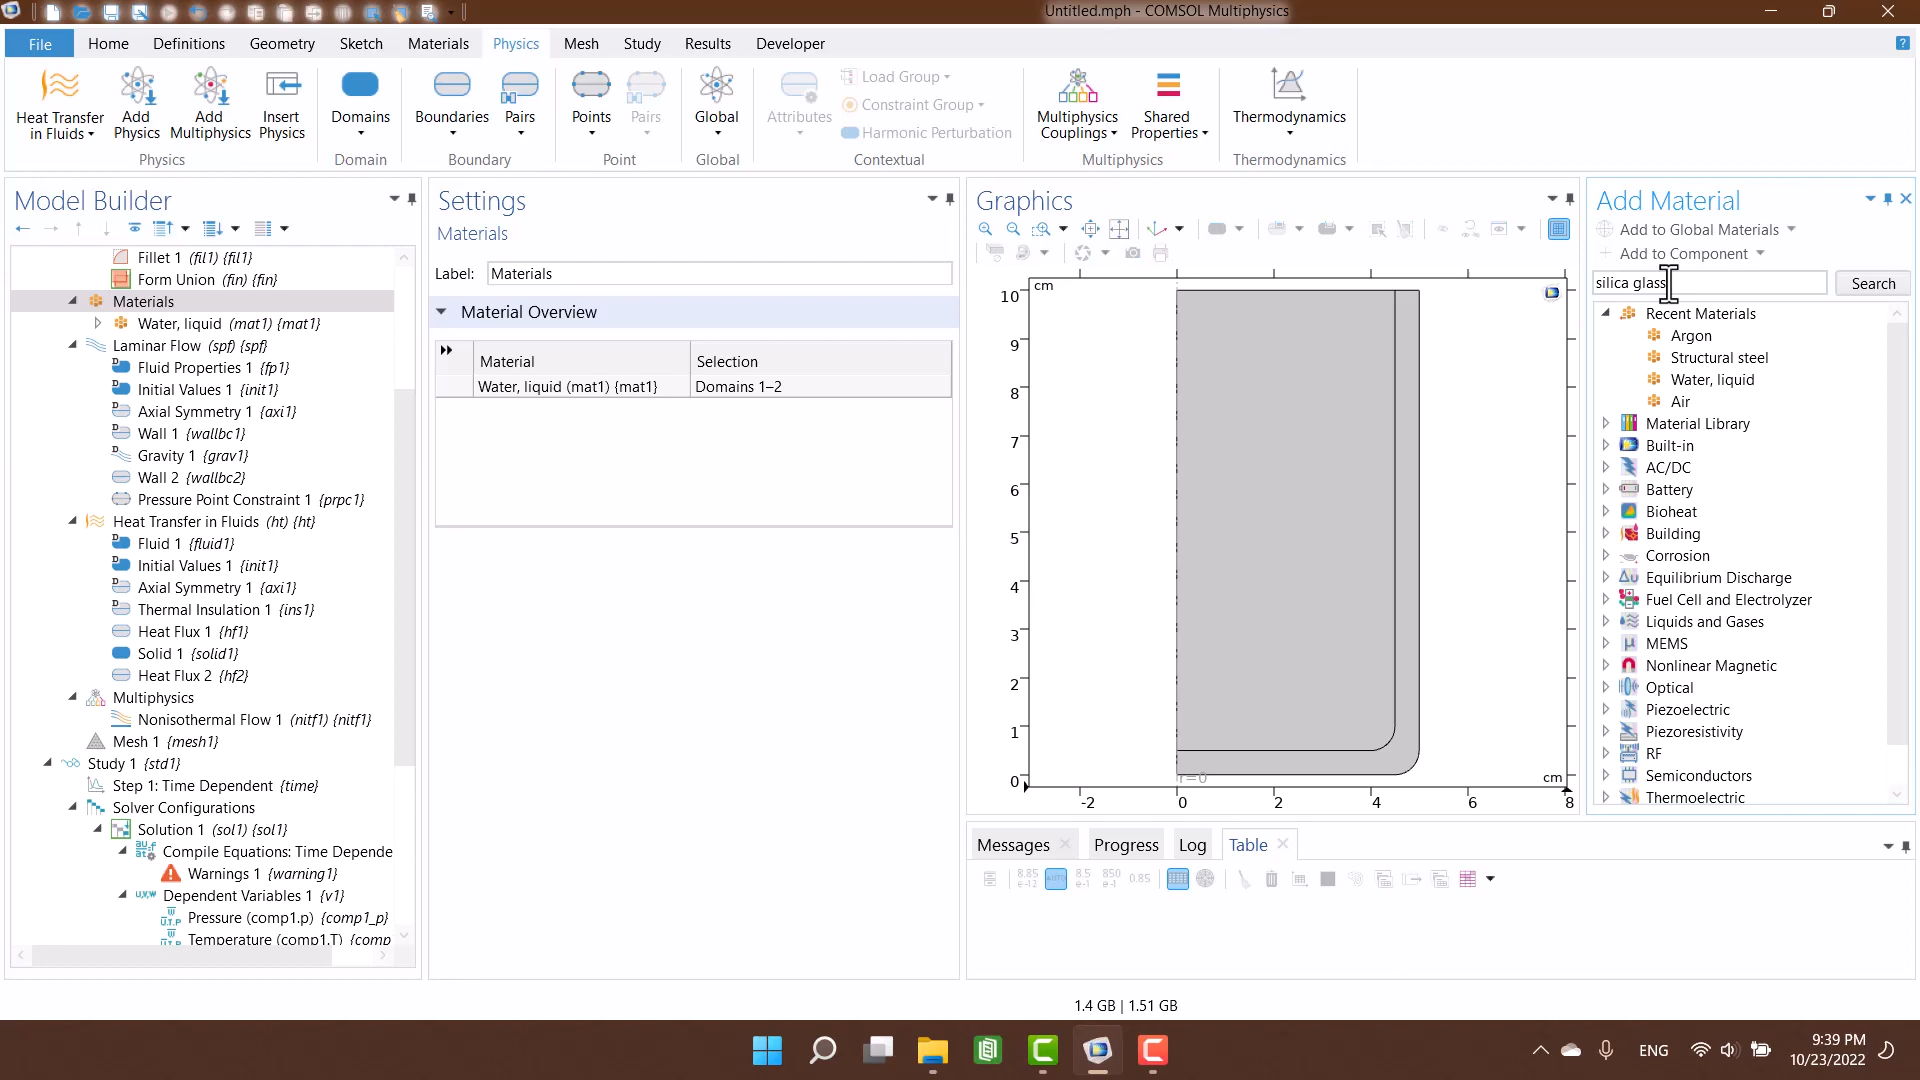 Untitled.mph - COMSOL Multiphysics
File Home Definitions Geometry Sketch Materials Physics Mesh Study Results Developer
Heat Transfer in Fluids
Add Physics
Add Multiphysics
Insert Physics
Physics
Domains
Domain
Boundaries
Pairs
Boundary
Points
Pairs
Point
Global
Global
Attributes
Load Group
Constraint Group
Harmonic Perturbation
Contextual
Multiphysics Couplings
Shared Properties
Multiphysics
Thermodynamics
Thermodynamics
Model Builder
Fillet 1 (fil1) {fil1}
Form Union (fin) {fin}
Materials
Water, liquid (mat1) {mat1}
Laminar Flow (spf) {spf}
Fluid Properties 1 {fp1}
Initial Values 1 {init1}
Axial Symmetry 1 {axi1}
Wall 1 {wallbc1}
Gravity 1 {grav1}
Wall 2 {wallbc2}
Pressure Point Constraint 1 {prpc1}
Heat Transfer in Fluids (ht) {ht}
Fluid 1 {fluid1}
Initial Values 1 {init1}
Axial Symmetry 1 {axi1}
Thermal Insulation 1 {ins1}
Heat Flux 1 {hf1}
Solid 1 {solid1}
Heat Flux 2 {hf2}
Multiphysics
Nonisothermal Flow 1 (nitf1) {nitf1}
Mesh 1 {mesh1}
Study 1 {std1}
Step 1: Time Dependent {time}
Solver Configurations
Solution 1 (sol1) {sol1}
Compile Equations: Time Depende
Warnings 1 {warning1}
Dependent Variables 1 {v1}
Pressure (comp1.p) {comp1_p}
Temperature (comp1.T) {comp
Settings
Materials
Label: Materials
Material Overview
Material Selection
Water, liquid (mat1) {mat1} Domains 1–2
Graphics
cm
10
9
8
7
6
5
4
3
2
1
0
r=0
cm
-2 0 2 4 6 8
Messages Progress Log Table
8.85 e-12 AUTO 8.5 e-1 850 e-1 0.85
Add Material
Add to Global Materials
Add to Component
silica glass Search
Recent Materials
Argon
Structural steel
Water, liquid
Air
Material Library
Built-in
AC/DC
Battery
Bioheat
Building
Corrosion
Equilibrium Discharge
Fuel Cell and Electrolyzer
Liquids and Gases
MEMS
Nonlinear Magnetic
Optical
Piezoelectric
Piezoresistivity
RF
Semiconductors
Thermoelectric
1.4 GB | 1.51 GB
ENG
9:39 PM
10/23/2022